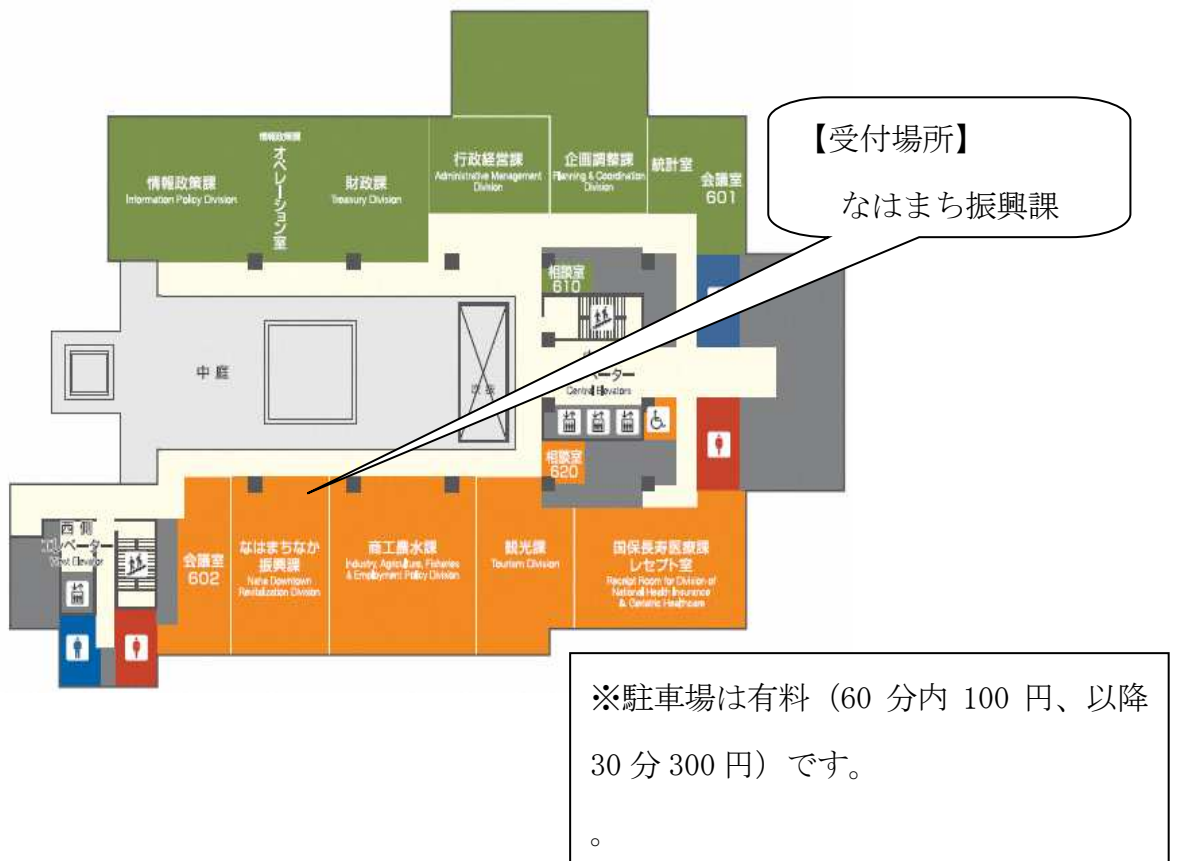 情報政策課
Information Policy Division
情報政策課
オペレーション室
財政課
Treasury Division
行政経営課
Administrative Management
Division
企画調整課
Planning & Coordination
Division
統計室
会議室
601
【受付場所】
なはまち振興課
相談室
610
中庭
吹抜
ベーター
Central Elevators
相談室
620
西側
エレベーター
West Elevator
会議室
602
なはまちなか
振興課
Naha Downtown
Revitalization Division
商工農水課
Industry, Agriculture, Fisheries
& Employment Policy Division
観光課
Tourism Division
国保長寿医療課
レセプト室
Receipt Room for Division of
National Health Insurance
& Geriatric Healthcare
※駐車場は有料（60 分内 100 円、以降
30 分 300 円）です。
。